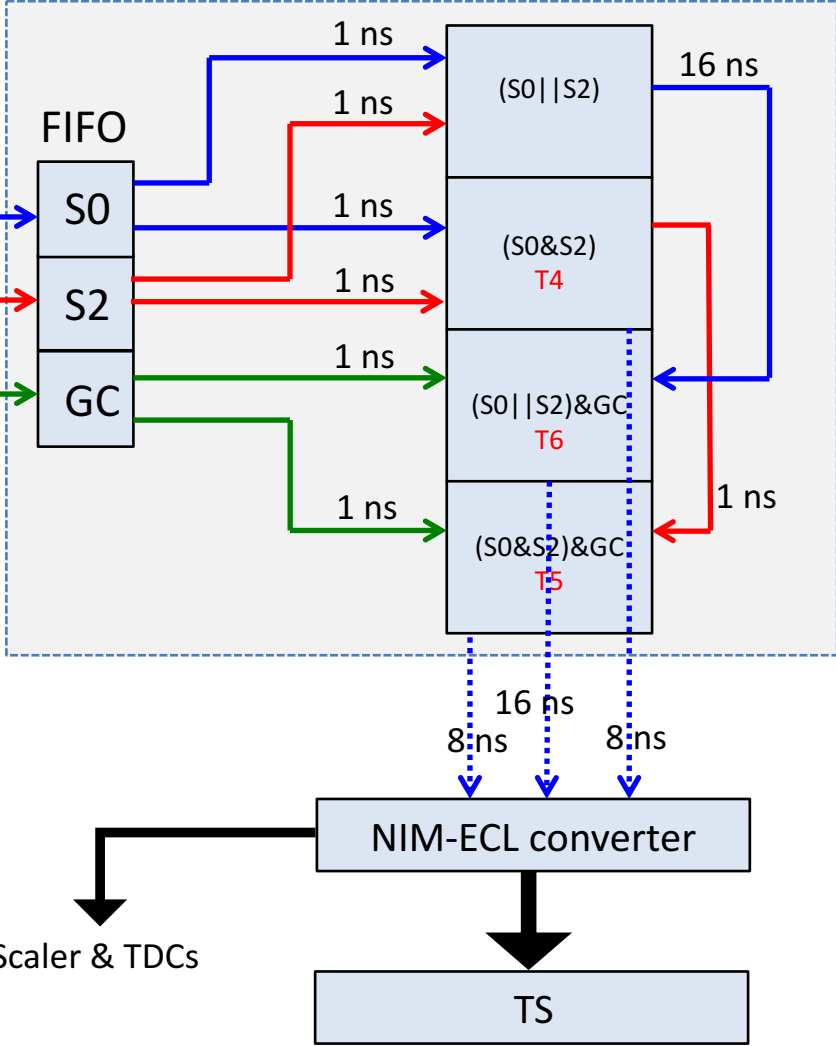 1 ns
16 ns
(S0||S2)
1 ns
FIFO
S0
1 ns
(S0&S2)
T4
1 ns
S2
1 ns
GC
(S0||S2)&GC
T6
1 ns
1 ns
(S0&S2)&GC
T5
16 ns
8 ns
8 ns
NIM-ECL converter
Scaler & TDCs
TS